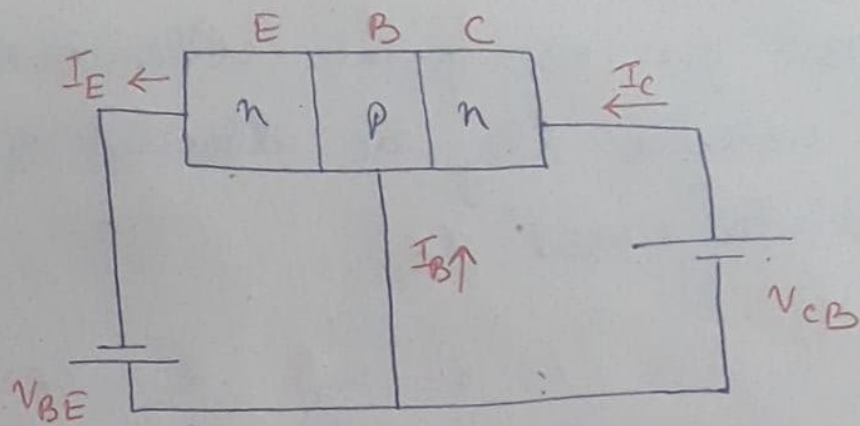 E B C
I_E ← n p n I_C ←
I_B ↑
V_CB
V_BE